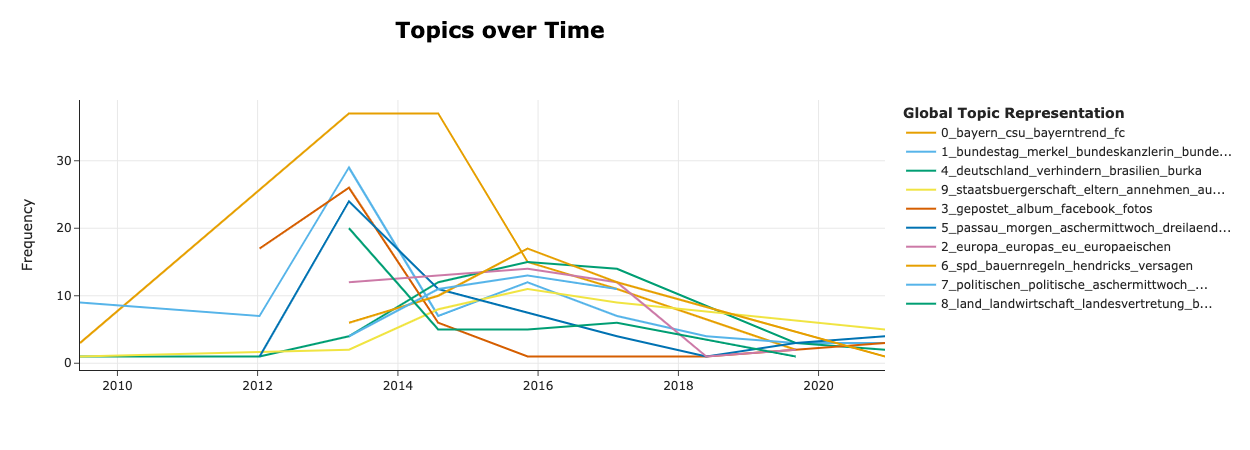 Topics over Time
Frequency
30
20
10
0
2010
2012
2014
2016
2018
2020
Global Topic Representation
0_bayern_csu_bayerntrend_fc
1_bundestag_merkel_bundeskanzlerin_bunde...
4_deutschland_verhindern_brasilien_burka
9_staatsbuergerschaft_eltern_annehmen_au...
3_gepostet_album_facebook_fotos
5_passau_morgen_aschermittwoch_dreilaend...
2_europa_europas_eu_europaeischen
6_spd_bauernregeln_hendricks_versagen
7_politischen_politische_aschermittwoch_...
8_land_landwirtschaft_landesvertretung_b...